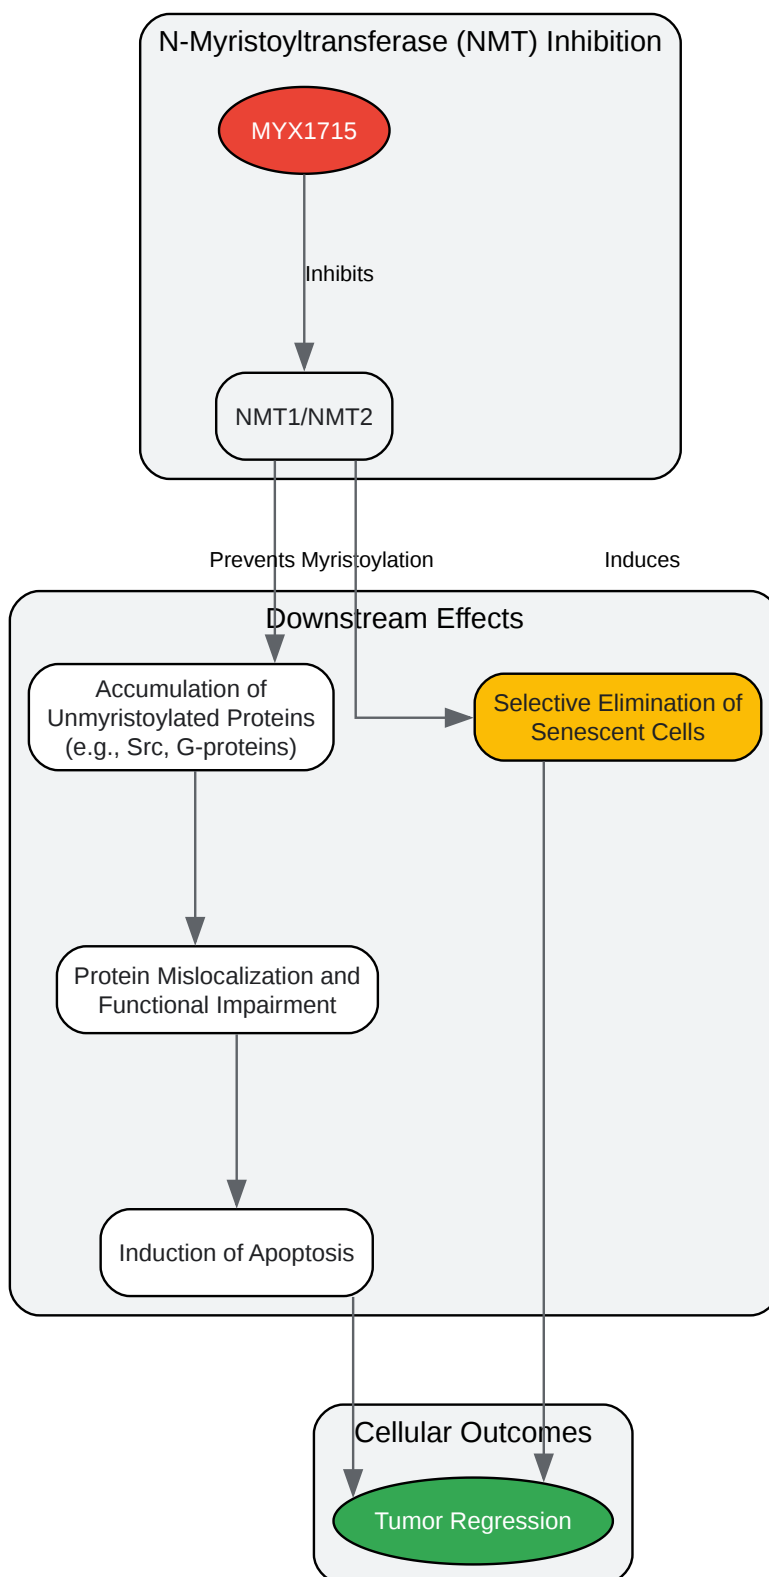 N-Myristoyltransferase (NMT) Inhibition
MYX1715
Inhibits
NMT1/NMT2
Prevents Myristoylation
Induces
Downstream Effects
Accumulation of
Unmyristoylated Proteins
(e.g., Src, G-proteins)
Selective Elimination of
Senescent Cells
Protein Mislocalization and
Functional Impairment
Induction of Apoptosis
Cellular Outcomes
Tumor Regression